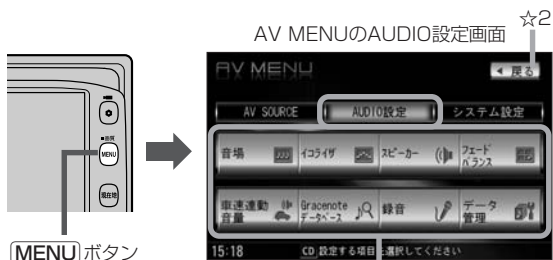 ☆2
AV MENUのAUDIO設定画面
AV MENU
戻る
AV SOURCE
AUDIO設定
システム設定
音場
イコライザ
スピーカー
フェード
バランス
車速連動
音量
Gracenote
データベース
録音
データ
管理
15:18
CD 設定する項目を選択してください
画質
MENU
現在地
MENUボタン